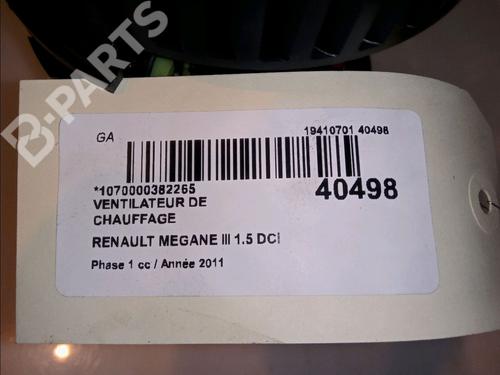 B-PARTS
GA
19410701 40498
*1070000382265
40498
VENTILATEUR DE
CHAUFFAGE
RENAULT MEGANE III 1.5 DCi
Phase 1 cc / Année 2011